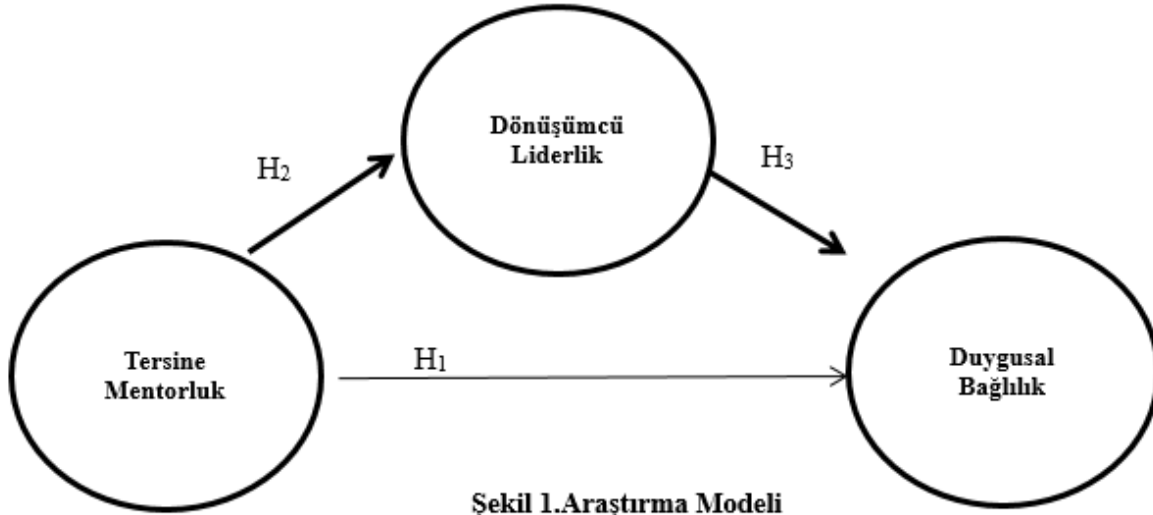 Dönüşümcü
Liderlik
H₂
H₃
Tersine
Mentorluk
H₁
Duygusal
Bağlılık
Şekil 1.Araştırma Modeli